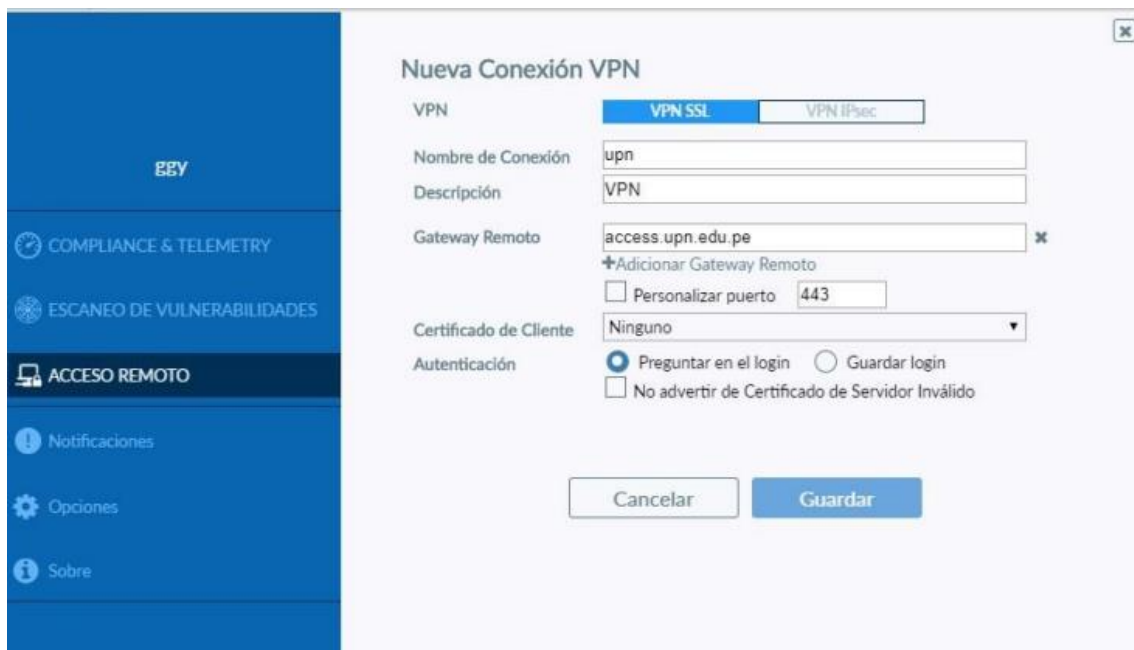 ggy
COMPLIANCE & TELEMETRY
ESCANEO DE VULNERABILIDADES
ACCESO REMOTO
Notificaciones
Opciones
Sobre
Nueva Conexión VPN
VPN VPN SSL VPN IPsec
Nombre de Conexión upn
Descripción VPN
Gateway Remoto access.upn.edu.pe
+Adicionar Gateway Remoto
Personalizar puerto 443
Certificado de Cliente Ninguno
Autenticación Preguntar en el login Guardar login
No advertir de Certificado de Servidor Inválido
Cancelar Guardar